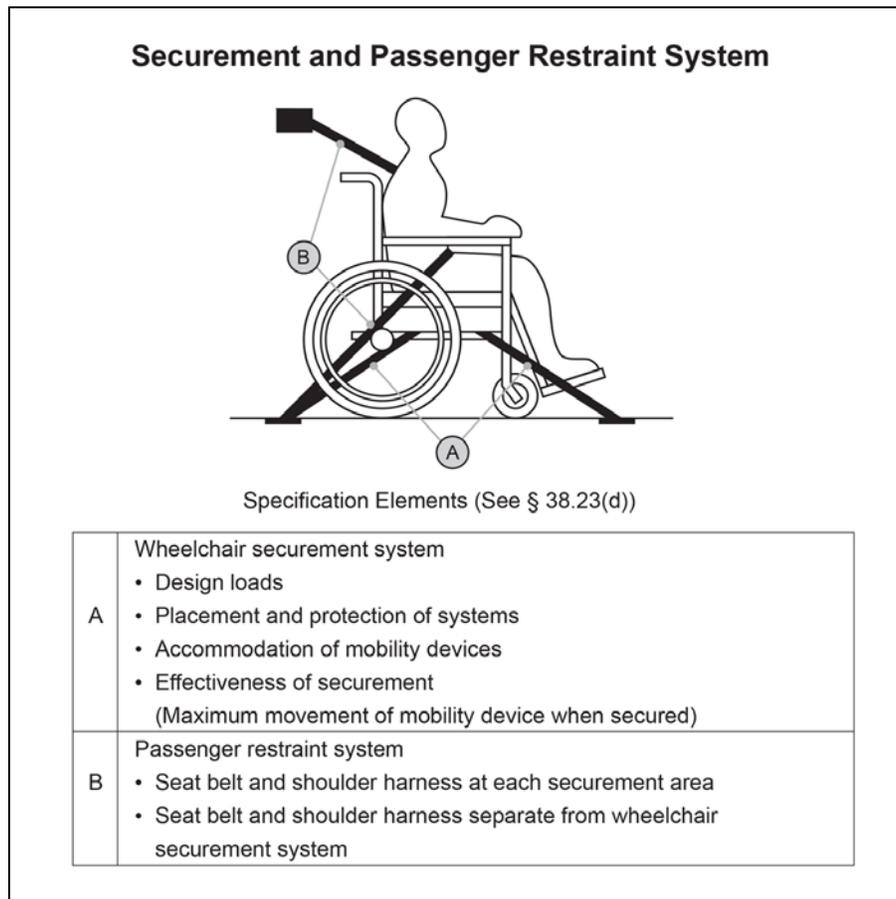 Securement and Passenger Restraint System
B
A
Specification Elements (See § 38.23(d))
A
Wheelchair securement system
• Design loads
• Placement and protection of systems
• Accommodation of mobility devices
• Effectiveness of securement
(Maximum movement of mobility device when secured)
B
Passenger restraint system
• Seat belt and shoulder harness at each securement area
• Seat belt and shoulder harness separate from wheelchair
securement system